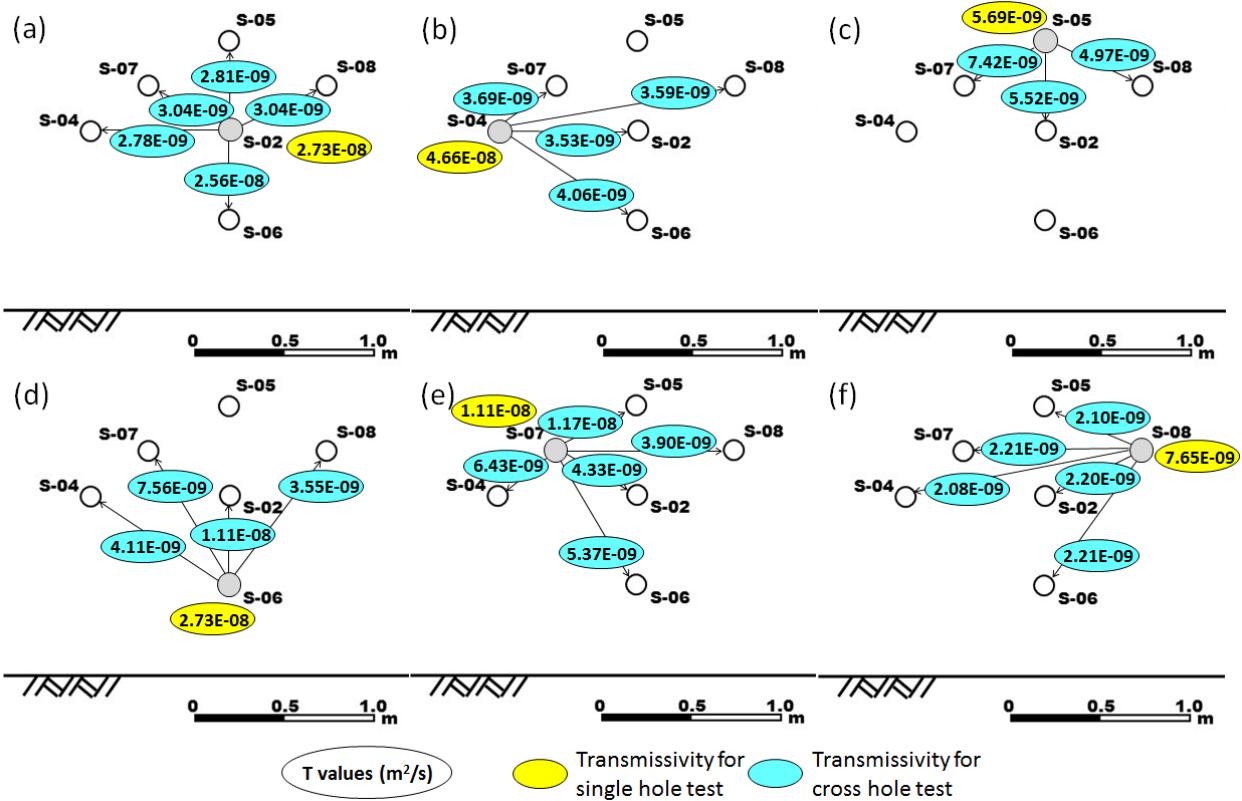 (a)
S-05
2.81E-09
S-07
S-08
3.04E-09
3.04E-09
S-04
2.78E-09
S-02
2.73E-08
2.56E-08
S-06
0 0.5 1.0
m
(b)
S-05
S-07
S-08
3.69E-09
3.59E-09
S-04
3.53E-09
S-02
4.66E-08
4.06E-09
S-06
0 0.5 1.0
m
(c)
5.69E-09
S-05
7.42E-09
4.97E-09
S-07
S-08
5.52E-09
S-04
S-02
S-06
0 0.5 1.0
m
(d)
S-05
S-07
S-08
7.56E-09
3.55E-09
S-04
S-02
4.11E-09
1.11E-08
S-06
2.73E-08
0 0.5 1.0
m
(e)
1.11E-08
S-05
1.17E-08
S-07
3.90E-09
S-08
6.43E-09
4.33E-09
S-04
S-02
5.37E-09
S-06
0 0.5 1.0
m
(f)
S-05
2.10E-09
S-07
S-08
2.21E-09
7.65E-09
S-04
2.08E-09
2.20E-09
S-02
2.21E-09
S-06
0 0.5 1.0
m
T values (m²/s)
Transmissivity for
single hole test
Transmissivity for
cross hole test